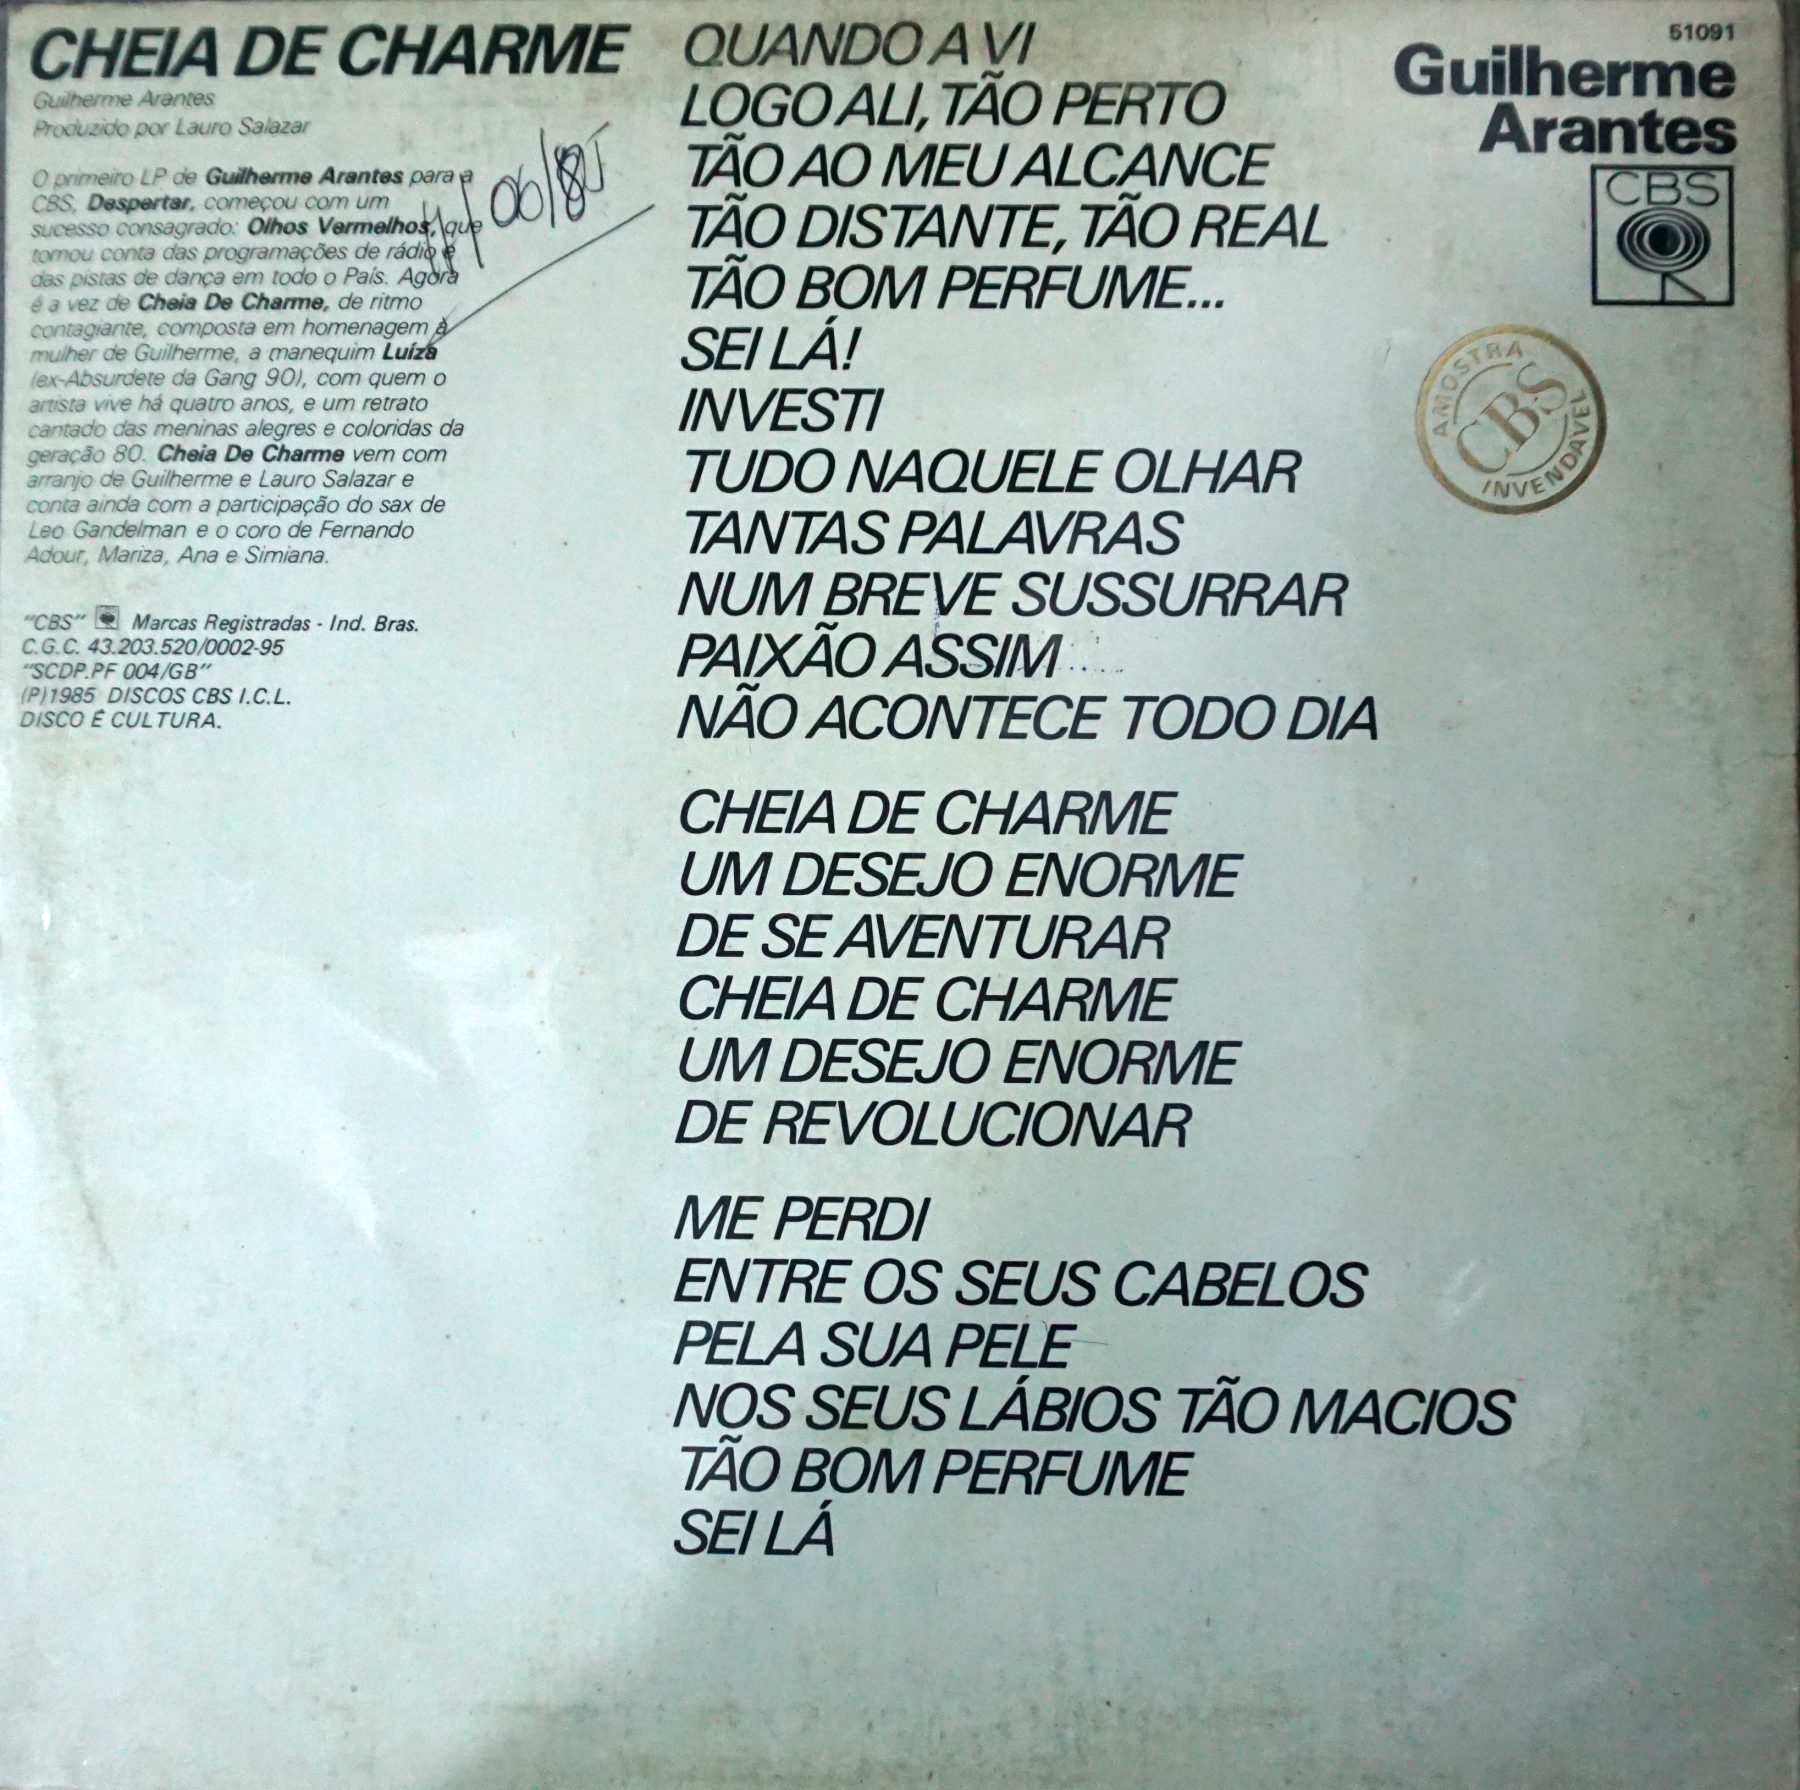 CHEIA DE CHARME
Guilherme Arantes
Produzido por Lauro Salazar
O primeiro LP de Guilherme Arantes para a
CBS, Despertar, começou com um
sucesso consagrado: Olhos Vermelhos, que
tomou conta das programações de rádio e
das pistas de dança em todo o País. Agora
é a vez de Cheia De Charme, de ritmo
contagiante, composta em homenagem à
mulher de Guilherme, a manequim Luíza
(ex-Absurdete da Gang 90), com quem o
artista vive há quatro anos, e um retrato
cantado das meninas alegres e coloridas da
geração 80. Cheia De Charme vem com
arranjo de Guilherme e Lauro Salazar e
conta ainda com a participação do sax de
Leo Gandelman e o coro de Fernando
Adour, Mariza, Ana e Simiana.
"CBS" Marcas Registradas - Ind. Bras.
C.G.C. 43.203.520/0002-95
"SCDP.PF 004/GB"
(P)1985 DISCOS CBS I.C.L.
DISCO É CULTURA.
QUANDO A VI
LOGO ALI, TÃO PERTO
TÃO AO MEU ALCANCE
TÃO DISTANTE, TÃO REAL
TÃO BOM PERFUME...
SEI LÁ!
INVESTI
TUDO NAQUELE OLHAR
TANTAS PALAVRAS
NUM BREVE SUSSURRAR
PAIXÃO ASSIM
NÃO ACONTECE TODO DIA
CHEIA DE CHARME
UM DESEJO ENORME
DE SE AVENTURAR
CHEIA DE CHARME
UM DESEJO ENORME
DE REVOLUCIONAR
ME PERDI
ENTRE OS SEUS CABELOS
PELA SUA PELE
NOS SEUS LÁBIOS TÃO MACIOS
TÃO BOM PERFUME
SEI LÁ
51091
Guilherme
Arantes
CBS
AMOSTRA
CBS
INVENDAVEL